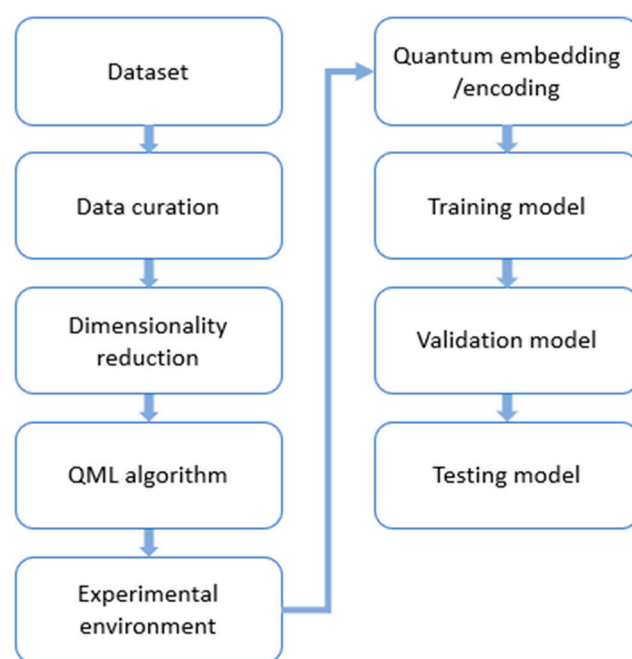 Dataset
Data curation
Dimensionality
reduction
QML algorithm
Experimental
environment
Quantum embedding
/encoding
Training model
Validation model
Testing model